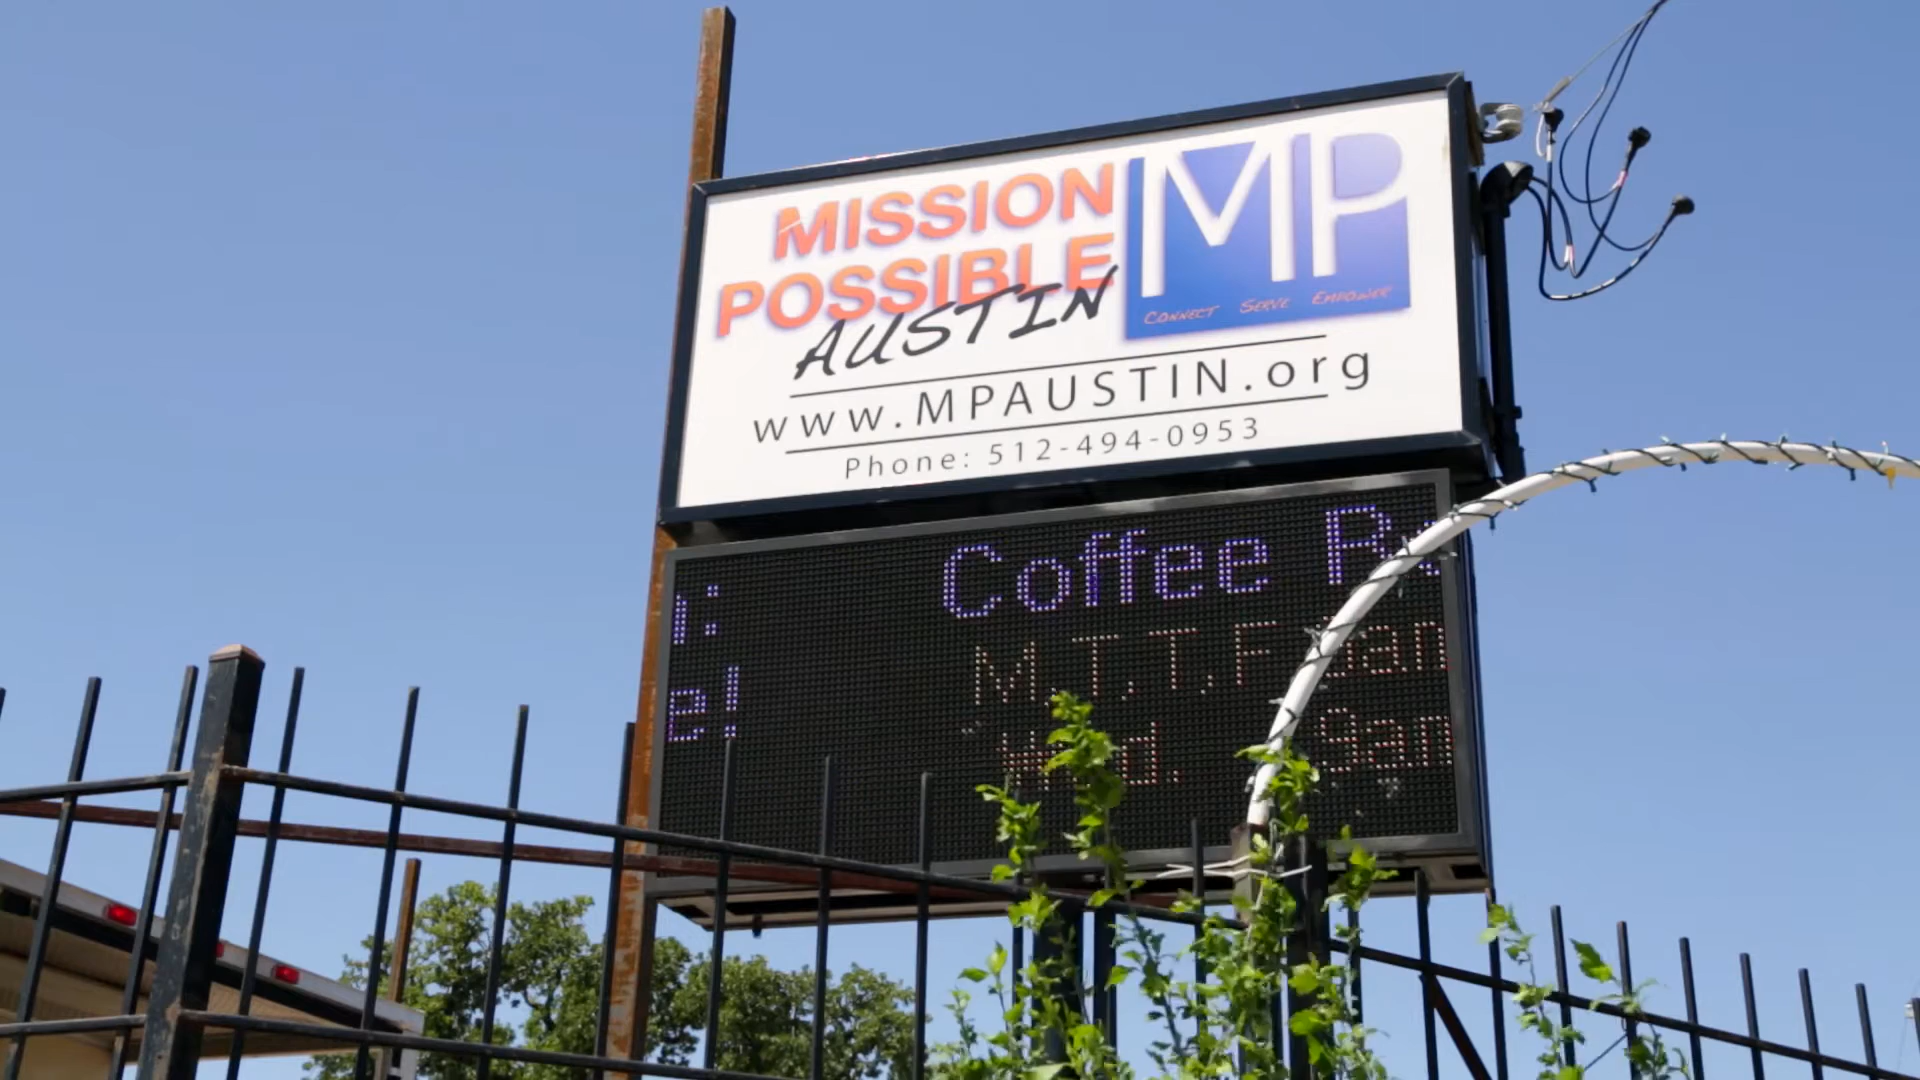 MISSION
POSSIBLE
AUSTIN
MP
CONNECT SERVE EMPOWER
www.MPAUSTIN.org
Phone: 512-494-0953
r: Coffee
M,T,T,F
e!